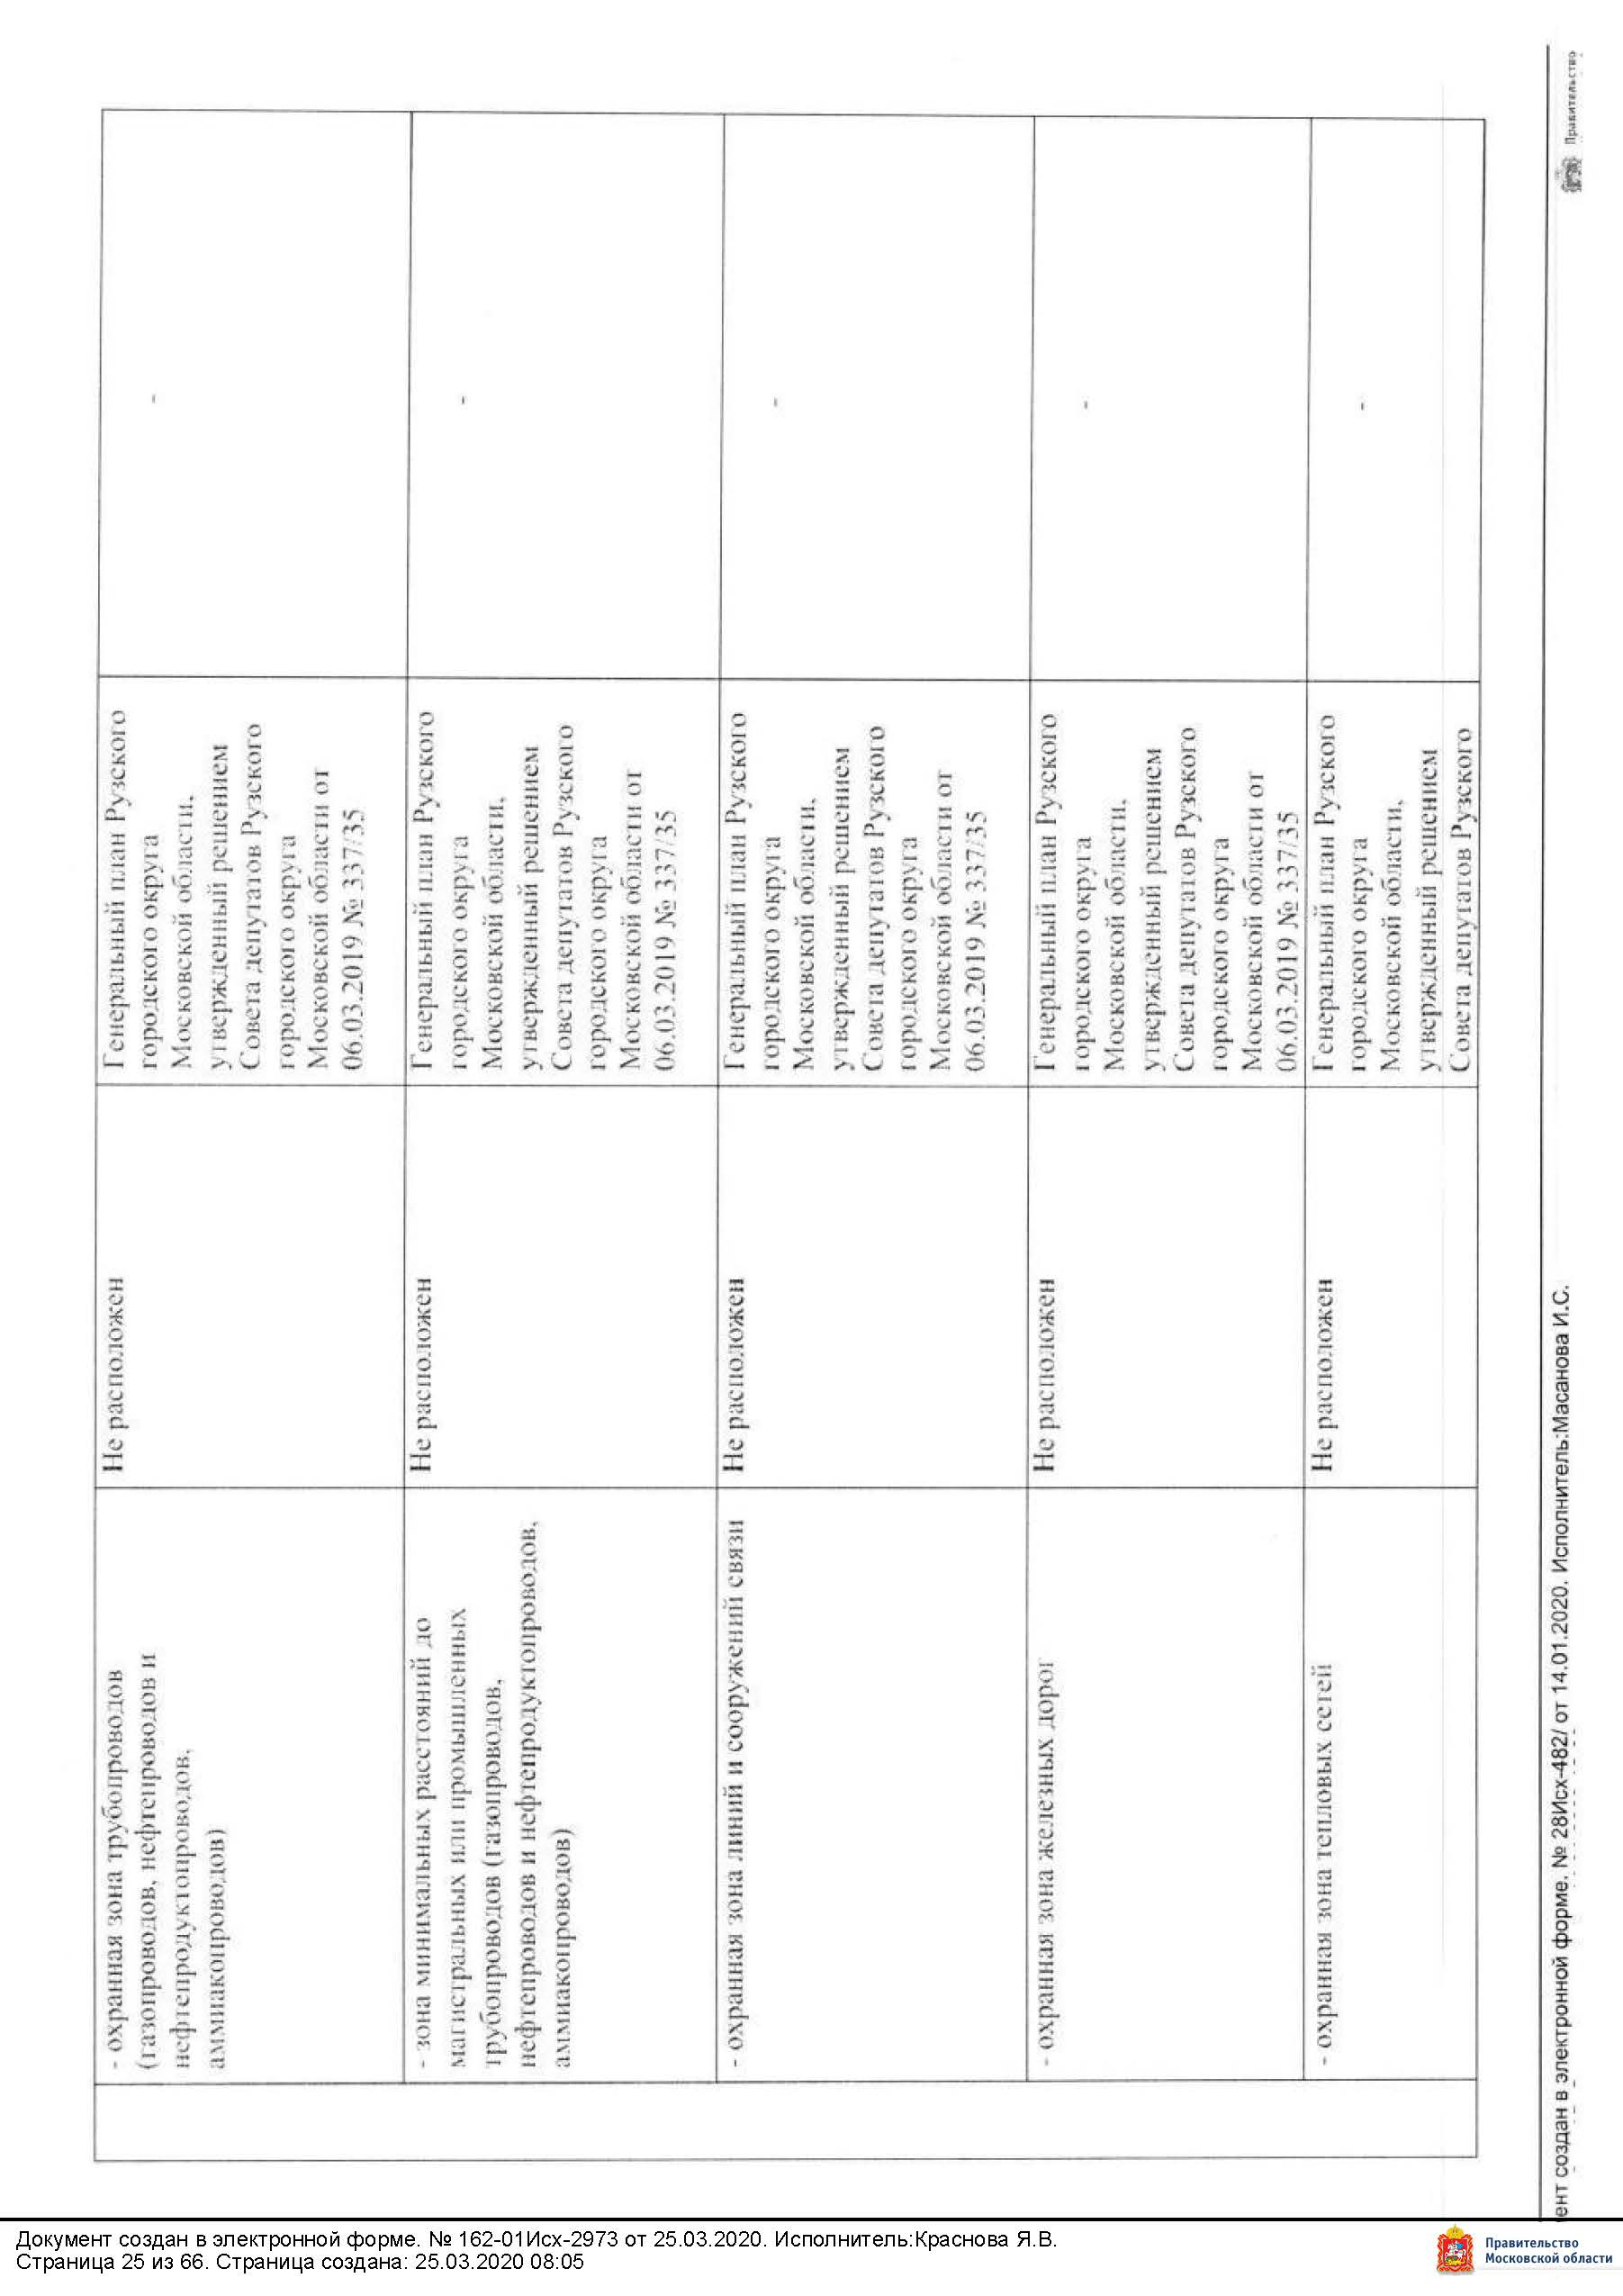 - охранная зона трубопроводов
(газопроводов, нефтепроводов и
нефтепродуктопроводов,
аммиакопроводов)
Не расположен
Генеральный план Рузского
городского округа
Московской области,
утвержденный решением
Совета депутатов Рузского
городского округа
Московской области от
06.03.2019 № 337/35
-
- зона минимальных расстояний до
магистральных или промышленных
трубопроводов (газопроводов,
нефтепроводов и нефтепродуктопроводов,
аммиакопроводов)
Не расположен
Генеральный план Рузского
городского округа
Московской области,
утвержденный решением
Совета депутатов Рузского
городского округа
Московской области от
06.03.2019 № 337/35
-
- охранная зона линий и сооружений связи
Не расположен
Генеральный план Рузского
городского округа
Московской области,
утвержденный решением
Совета депутатов Рузского
городского округа
Московской области от
06.03.2019 № 337/35
-
- охранная зона железных дорог
Не расположен
Генеральный план Рузского
городского округа
Московской области,
утвержденный решением
Совета депутатов Рузского
городского округа
Московской области от
06.03.2019 № 337/35
-
- охранная зона тепловых сетей
Не расположен
Генеральный план Рузского
городского округа
Московской области,
утвержденный решением
Совета депутатов Рузского
-
ент создан в электронной форме. № 28Исх-482/ от 14.01.2020. Исполнитель:Масанова И.С.
Правительство
Документ создан в электронной форме. № 162-01Исх-2973 от 25.03.2020. Исполнитель:Краснова Я.В.
Страница 25 из 66. Страница создана: 25.03.2020 08:05
Правительство
Московской области